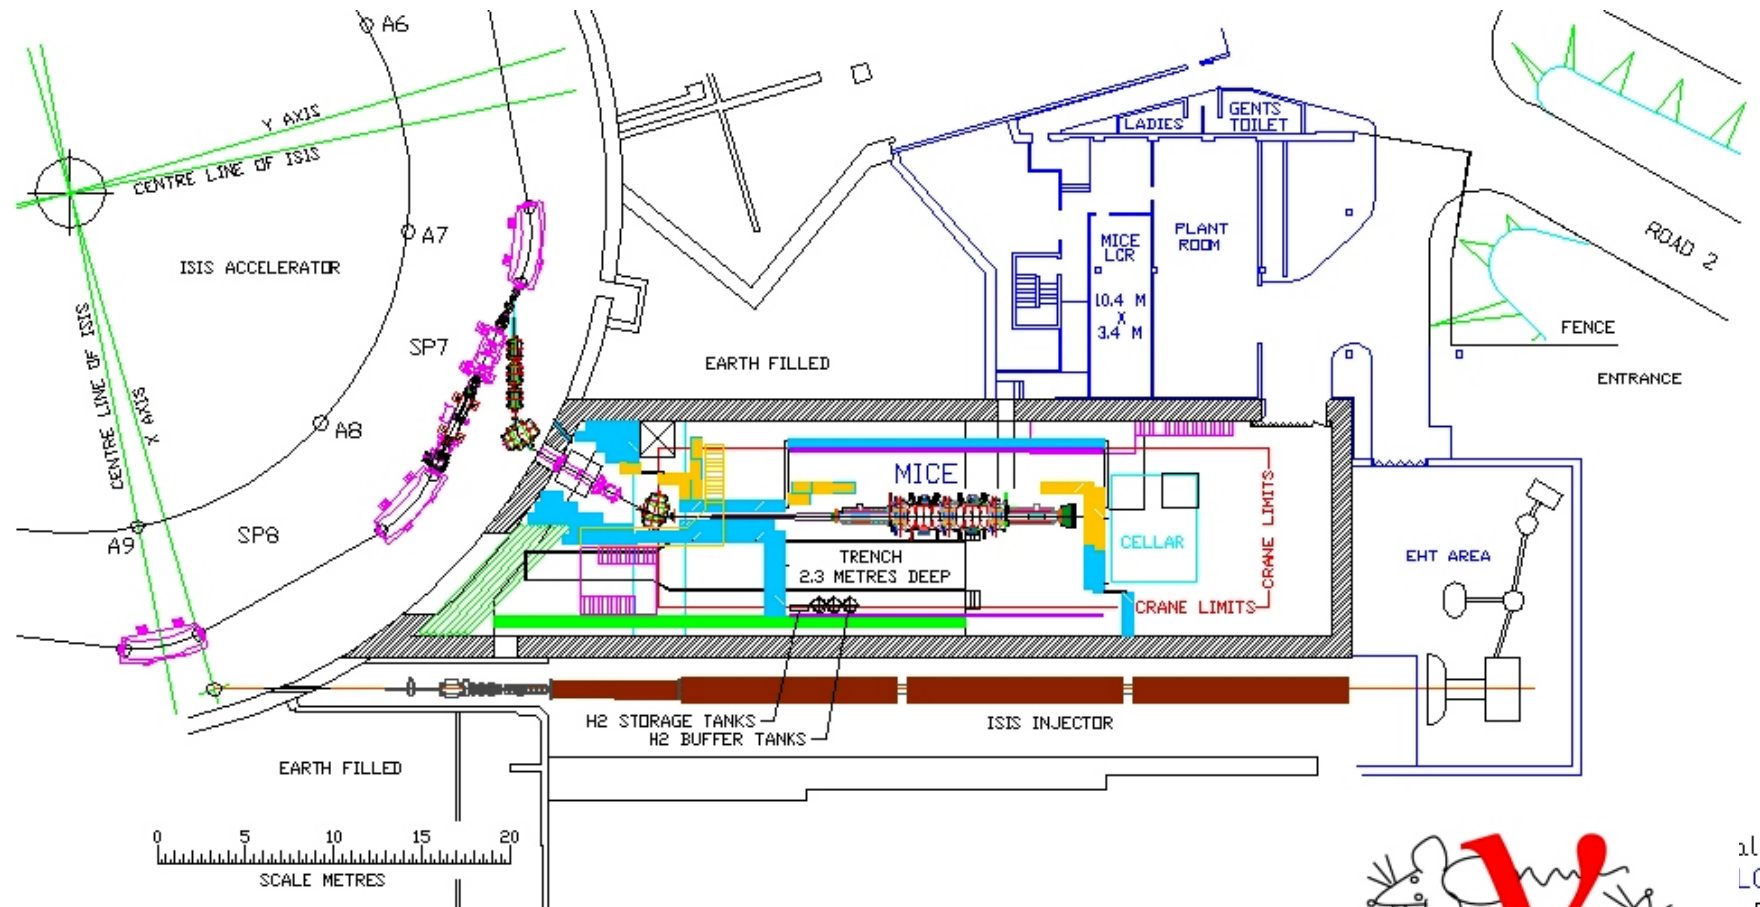 A6
Y AXIS
CENTRE LINE OF ISIS
A7
ISIS ACCELERATOR
SP7
CENTRE LINE OF ISIS
X AXIS
A8
A9
SP8
EARTH FILLED
LADIES
GENTS
TOILET
MICE
LCR
10.4 M
X
3.4 M
PLANT
ROOM
ROAD 2
FENCE
ENTRANCE
MICE
CELLAR
CRANE LIMITS
CRANE LIMITS
TRENCH
2.3 METRES DEEP
EHT AREA
H2 STORAGE TANKS
H2 BUFFER TANKS
ISIS INJECTOR
EARTH FILLED
0 5 10 15 20
SCALE METRES